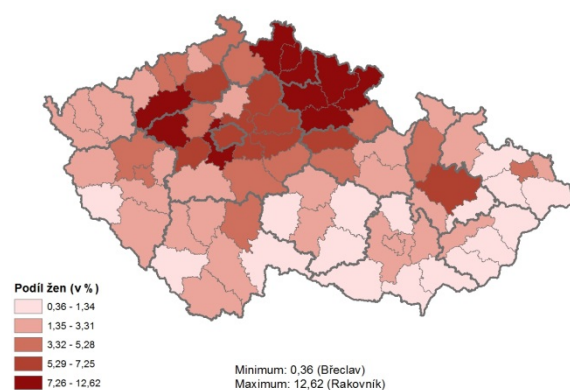 Podíl žen (v %)
0,36 - 1,34
1,35 - 3,31
3,32 - 5,28
5,29 - 7,25
7,26 - 12,62
Minimum: 0,36 (Břeclav)
Maximum: 12,62 (Rakovník)